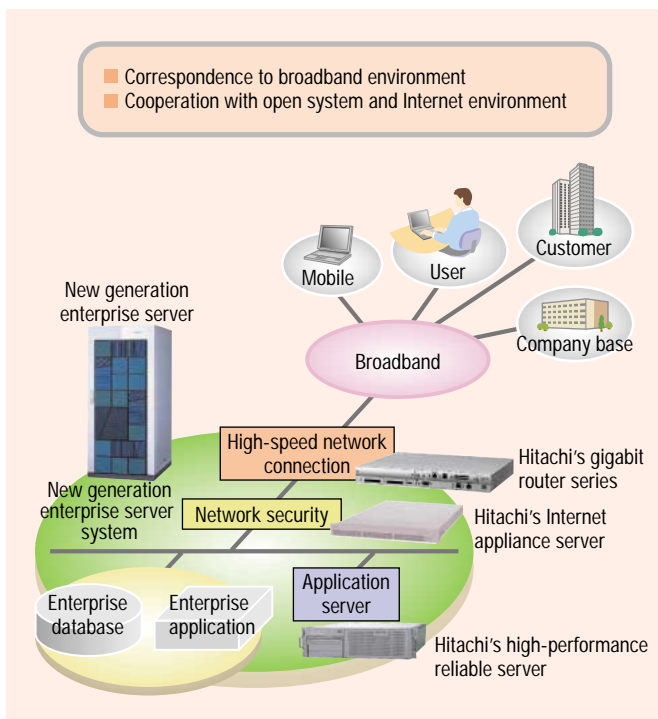 Correspondence to broadband environment
Cooperation with open system and Internet environment
Mobile
User
Customer
Company base
Broadband
New generation
enterprise server
High-speed network
connection
Hitachi's gigabit
router series
New generation
enterprise server
system
Network security
Hitachi's Internet
appliance server
Enterprise
database
Enterprise
application
Application
server
Hitachi's high-performance
reliable server